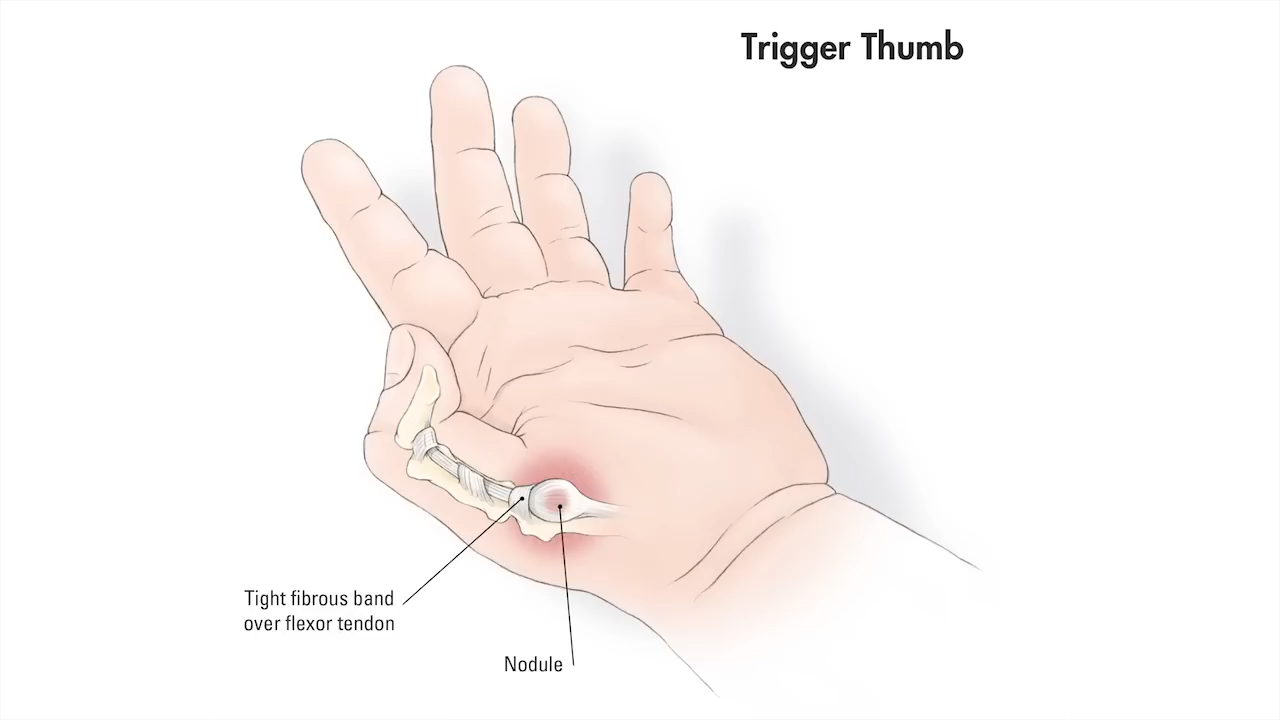 Trigger Thumb
Tight fibrous band
over flexor tendon
Nodule